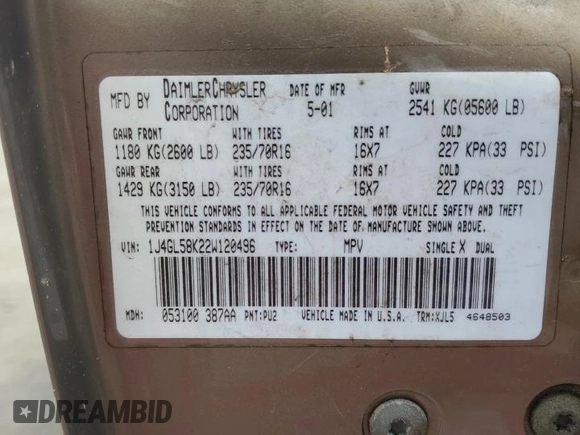 MFD BY DAIMLERCHRYSLER CORPORATION DATE OF MFR 5-01 GVWR 2541 KG(05600 LB)
GAWR FRONT WITH TIRES RIMS AT COLD
1180 KG(2600 LB) 235/70R16 16X7 227 KPA(33 PSI)
GAWR REAR WITH TIRES RIMS AT COLD
1429 KG(3150 LB) 235/70R16 16X7 227 KPA(33 PSI)
THIS VEHICLE CONFORMS TO ALL APPLICABLE FEDERAL MOTOR VEHICLE SAFETY AND THEFT
PREVENTION STANDARDS IN EFFECT ON THE DATE OF MANUFACTURE SHOWN ABOVE.
VIN: 1J4GL58K22W120496 TYPE: MPV SINGLE X DUAL
MDH: 053100 387AA PNT:PU2 VEHICLE MADE IN U.S.A. TRM:XJL5 4648503
DREAMBID